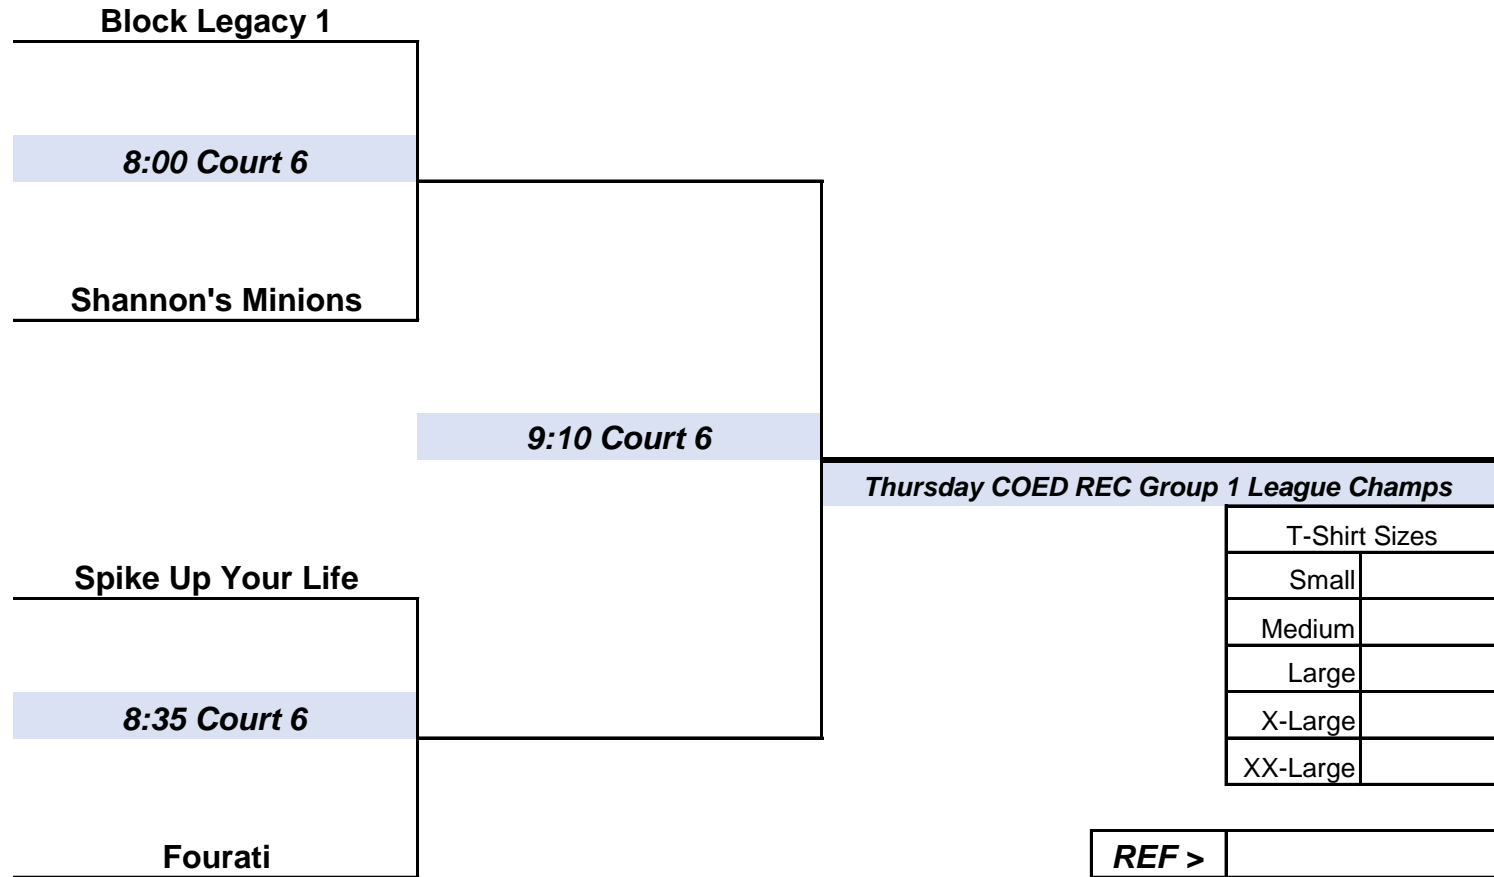 Block Legacy 1
8:00 Court 6
Shannon's Minions
9:10 Court 6
Thursday COED REC Group 1 League Champs
T-Shirt Sizes
Spike Up Your Life
Small
Medium
Large
8:35 Court 6
X-Large
XX-Large
Fourati
REF >